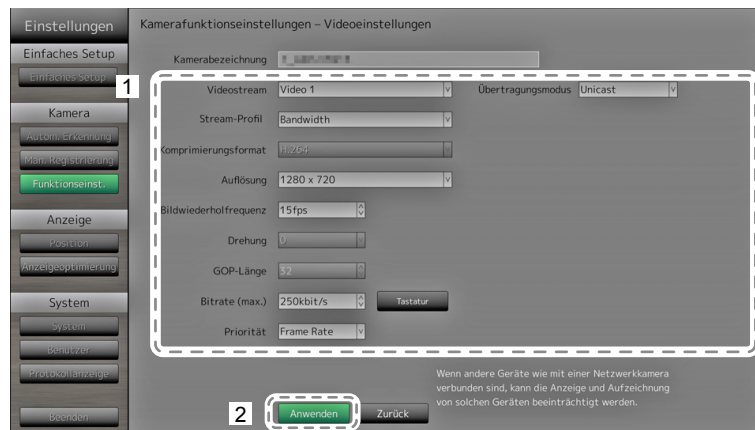 Einstellungen
Kamerafunktionseinstellungen – Videoeinstellungen
Einfaches Setup
Einfaches Setup
Kamera
Autom. Erkennung
Man. Registrierung
Funktionseinst.
Anzeige
Position
Anzeigeoptimierung
System
System
Benutzer
Protokollanzeige
Beenden
Kamerabezeichnung
1
Videostream Video 1 Übertragungsmodus Unicast
Stream-Profil Bandwidth
Komprimierungsformat H.264
Auflösung 1280 x 720
Bildwiederholfrequenz 15fps
Drehung 0
GOP-Länge 32
Bitrate (max.) 250kbit/s Tastatur
Priorität Frame Rate
Wenn andere Geräte wie mit einer Netzwerkkamera
verbunden sind, kann die Anzeige und Aufzeichnung
von solchen Geräten beeinträchtigt werden.
2 Anwenden Zurück